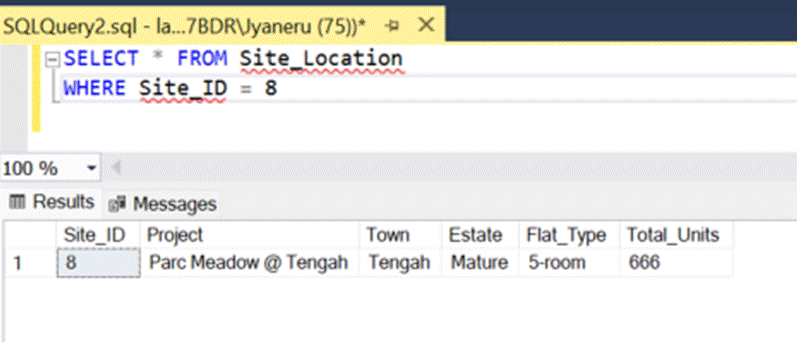 SQLQuery2.sql - la...7BDR\Jyaneru (75))*
SELECT * FROM Site_Location
WHERE Site_ID = 8
100 %
Results Messages
Site_ID Project Town Estate Flat_Type Total_Units
1 8 Parc Meadow @ Tengah Tengah Mature 5-room 666